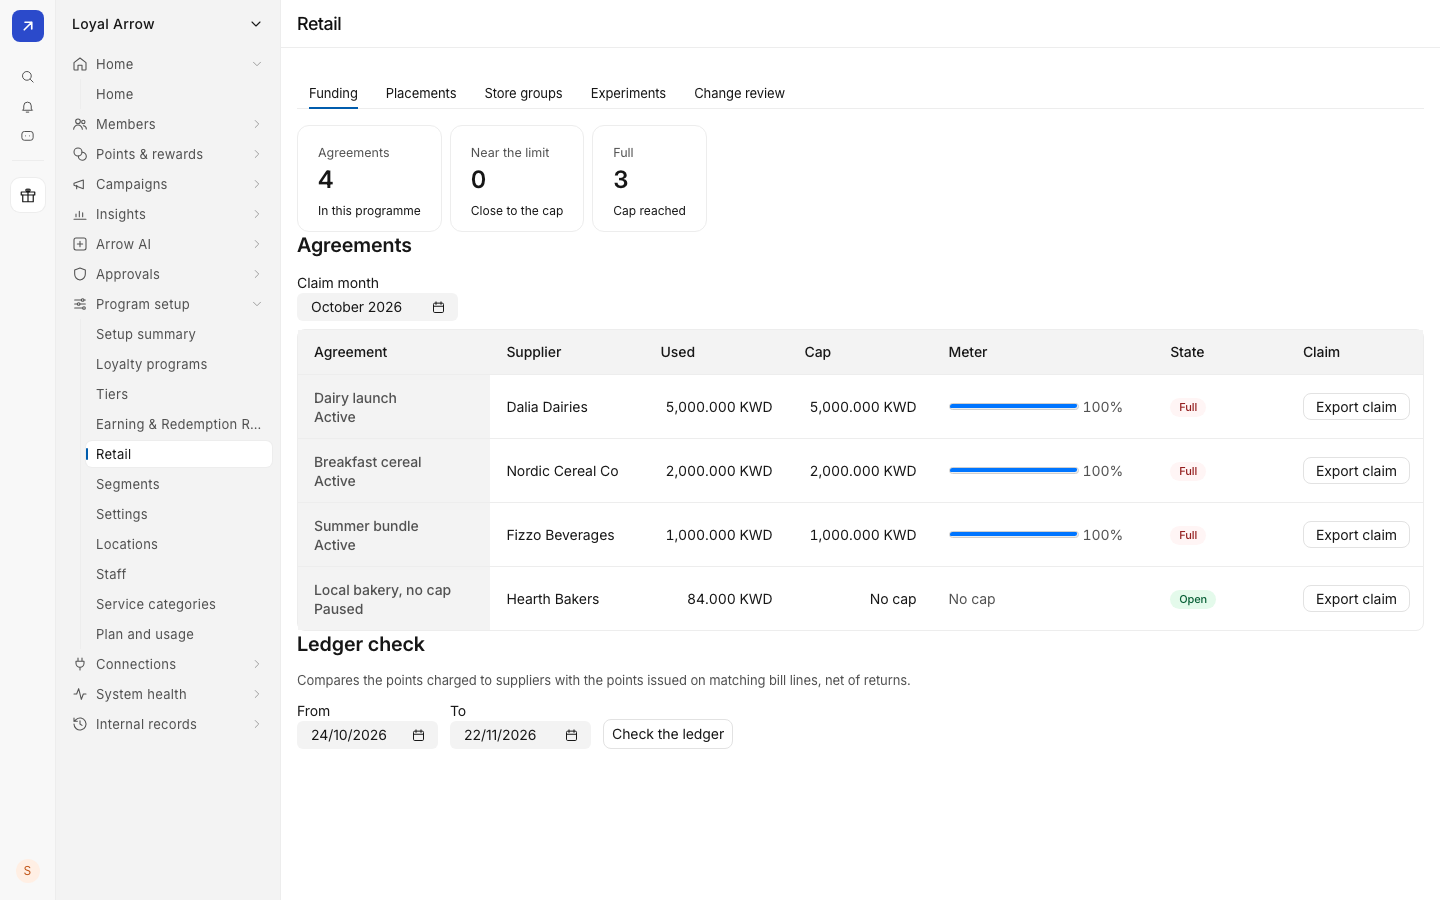 Loyal Arrow
Home
Home
Members
Points & rewards
Campaigns
Insights
Arrow AI
Approvals
Program setup
Setup summary
Loyalty programs
Tiers
Earning & Redemption R...
Retail
Segments
Settings
Locations
Staff
Service categories
Plan and usage
Connections
System health
Internal records
S
Retail
Funding Placements Store groups Experiments Change review
Agreements
4
In this programme
Near the limit
0
Close to the cap
Full
3
Cap reached
Agreements
Claim month
October 2026
Agreement Supplier Used Cap Meter State Claim
Dairy launch
Active
Dalia Dairies 5,000.000 KWD 5,000.000 KWD 100% Full Export claim
Breakfast cereal
Active
Nordic Cereal Co 2,000.000 KWD 2,000.000 KWD 100% Full Export claim
Summer bundle
Active
Fizzo Beverages 1,000.000 KWD 1,000.000 KWD 100% Full Export claim
Local bakery, no cap
Paused
Hearth Bakers 84.000 KWD No cap No cap Open Export claim
Ledger check
Compares the points charged to suppliers with the points issued on matching bill lines, net of returns.
From To
24/10/2026 22/11/2026 Check the ledger